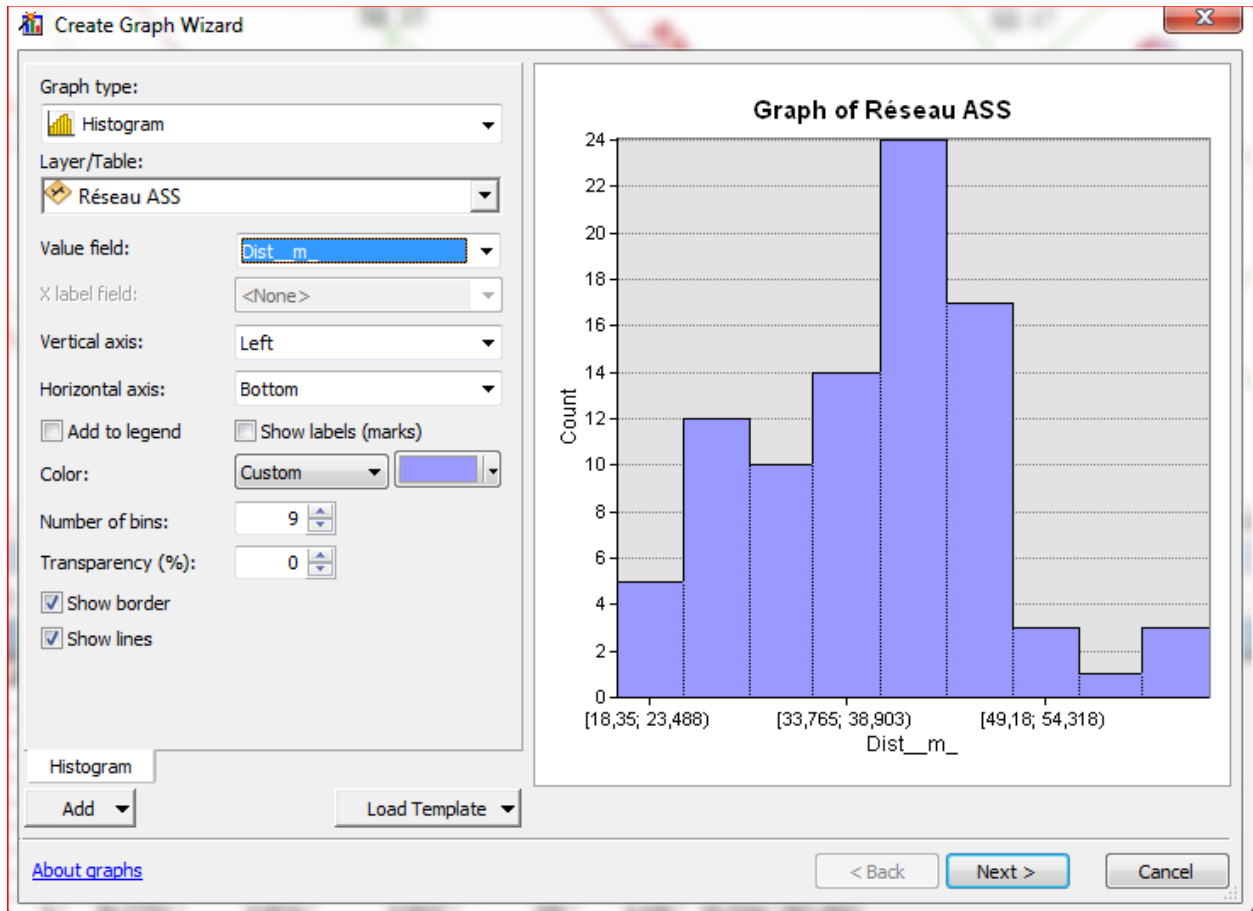 Create Graph Wizard
Graph type:
Histogram
Layer/Table:
Réseau ASS
Value field:
Dist__m_
X label field:
<None>
Vertical axis:
Left
Horizontal axis:
Bottom
Add to legend
Show labels (marks)
Color:
Custom
Number of bins:
9
Transparency (%):
0
Show border
Show lines
Histogram
Add
Load Template
Graph of Réseau ASS
24
22
20
18
16
14
12
10
8
6
4
2
0
Count
[18,35; 23,488)
[33,765; 38,903)
[49,18; 54,318)
Dist__m_
About graphs
< Back
Next >
Cancel